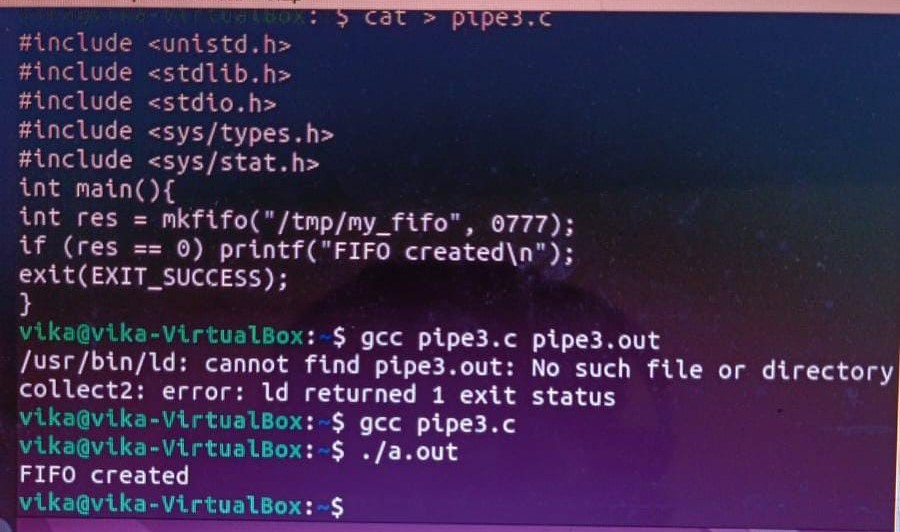 vika@vika-VirtualBox:~$ cat > pipe3.c
#include <unistd.h>
#include <stdlib.h>
#include <stdio.h>
#include <sys/types.h>
#include <sys/stat.h>
int main(){
int res = mkfifo("/tmp/my_fifo", 0777);
if (res == 0) printf("FIFO created\n");
exit(EXIT_SUCCESS);
}
vika@vika-VirtualBox:~$ gcc pipe3.c pipe3.out
/usr/bin/ld: cannot find pipe3.out: No such file or directory
collect2: error: ld returned 1 exit status
vika@vika-VirtualBox:~$ gcc pipe3.c
vika@vika-VirtualBox:~$ ./a.out
FIFO created
vika@vika-VirtualBox:~$